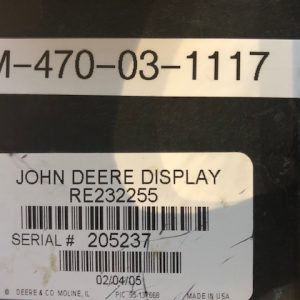 M-470-03-1117
JOHN DEERE DISPLAY
RE232255
SERIAL # 205237
02/04/05
® DEERE & CO. MOLINE, IL MADE IN USA